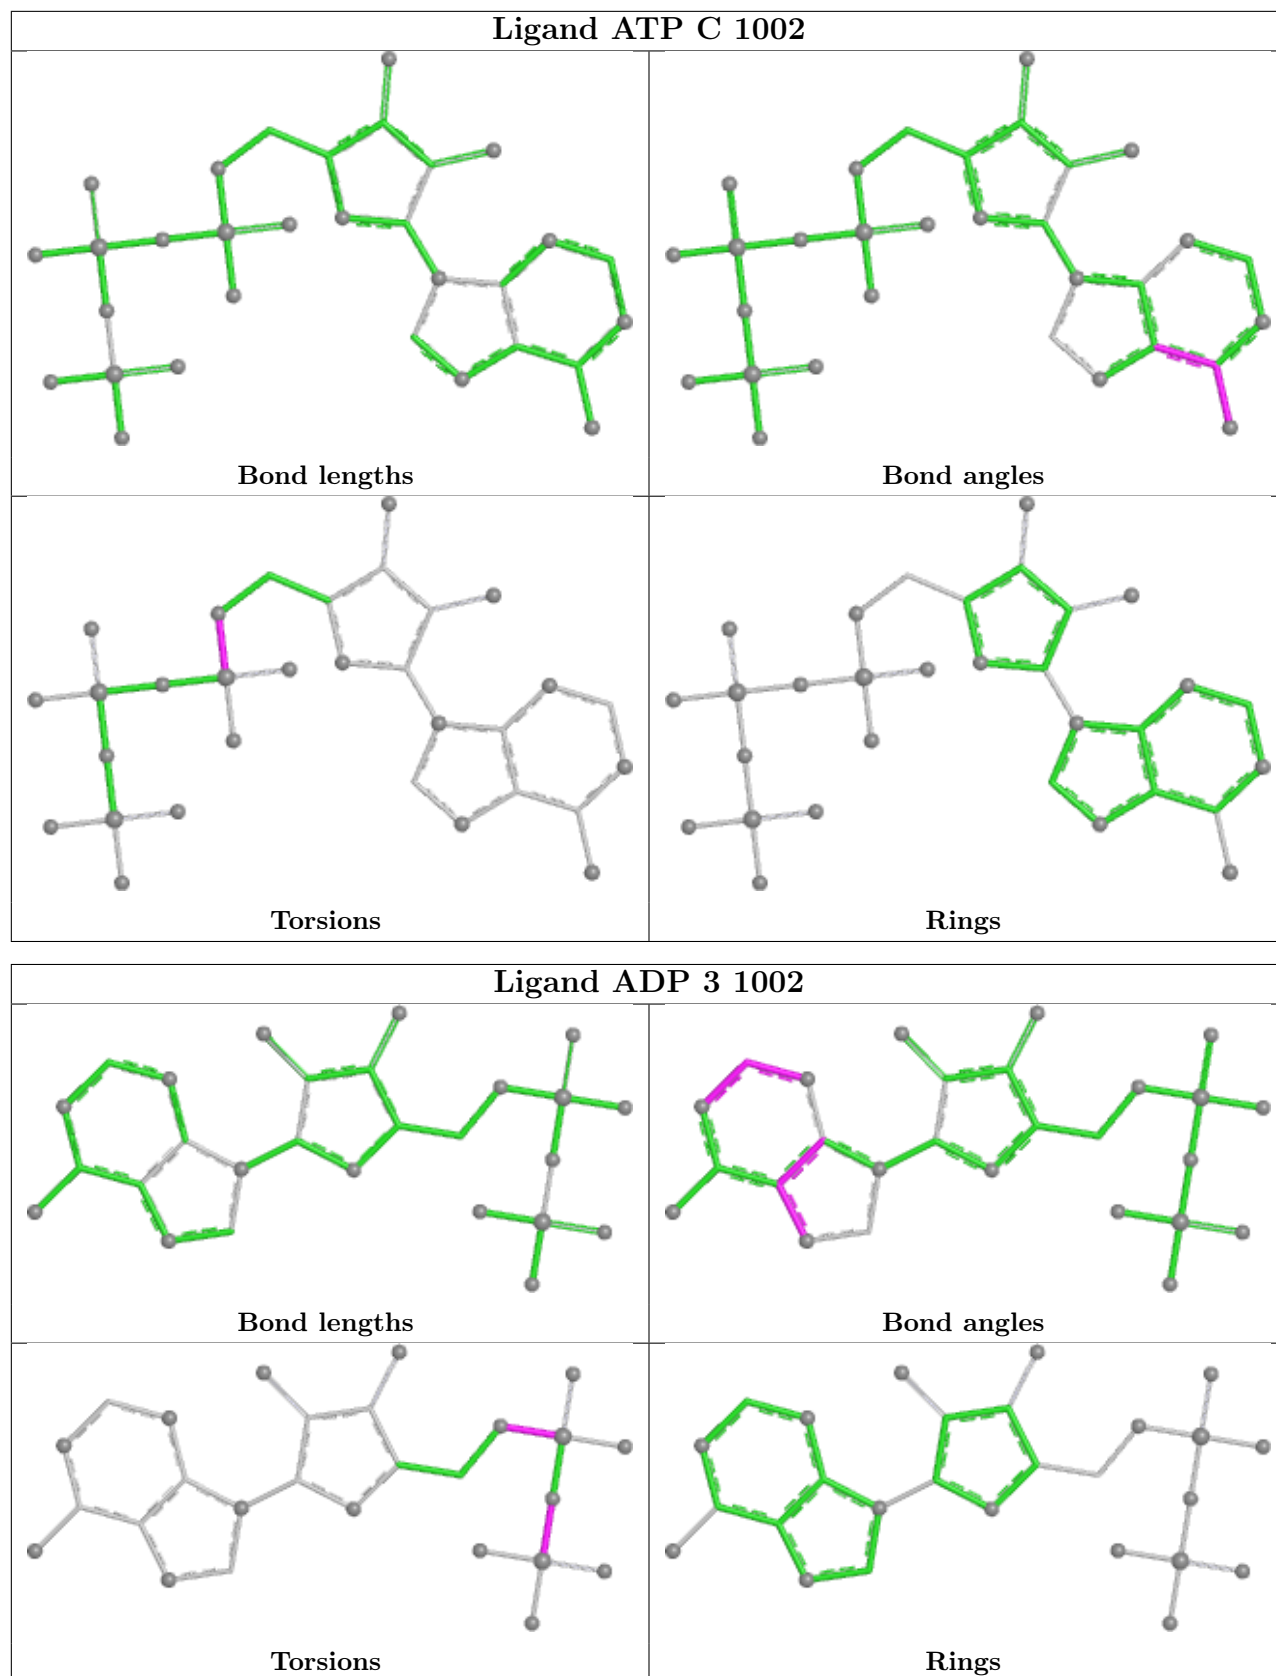 Ligand ATP C 1002
Bond lengths
Bond angles
Torsions
Rings
Ligand ADP 3 1002
Bond lengths
Bond angles
Torsions
Rings